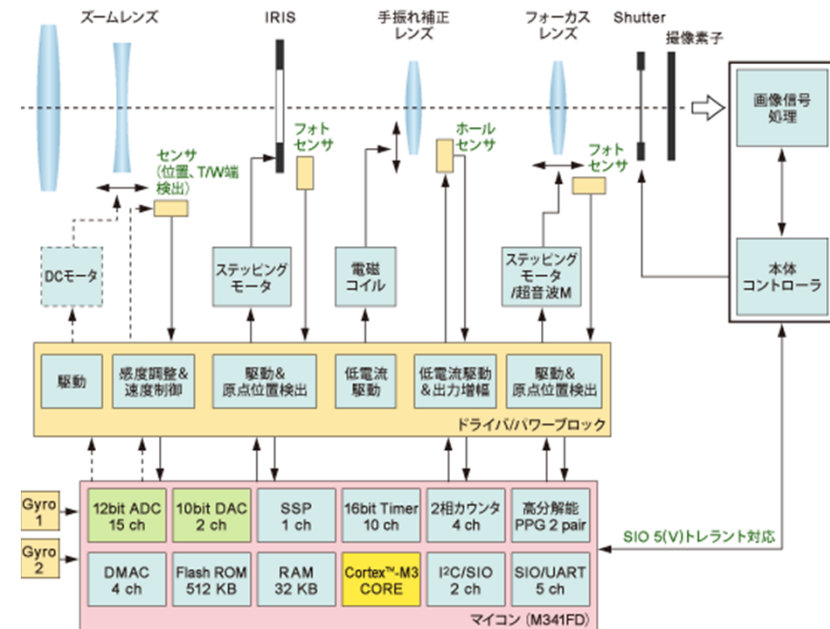 ズームレンズ
IRIS
手振れ補正
レンズ
フォーカス
レンズ
Shutter
撮像素子
画像信号
処理
センサ
(位置、T/W端
検出)
フォト
センサ
ホール
センサ
フォト
センサ
DCモータ
ステッピング
モータ
電磁
コイル
ステッピング
モータ
/超音波M
本体
コントローラ
駆動
感度調整&
速度制御
駆動&
原点位置検出
低電流
駆動
低電流駆動
&出力増幅
駆動&
原点位置検出
ドライバ/パワーブロック
Gyro
1
Gyro
2
12bit ADC
15 ch
10bit DAC
2 ch
SSP
1 ch
16bit Timer
10 ch
2相カウンタ
4 ch
高分解能
PPG 2 pair
SIO 5(V)トレラント対応
DMAC
4 ch
Flash ROM
512 KB
RAM
32 KB
Cortex™-M3
CORE
I²C/SIO
2 ch
SIO/UART
5 ch
マイコン (M341FD)